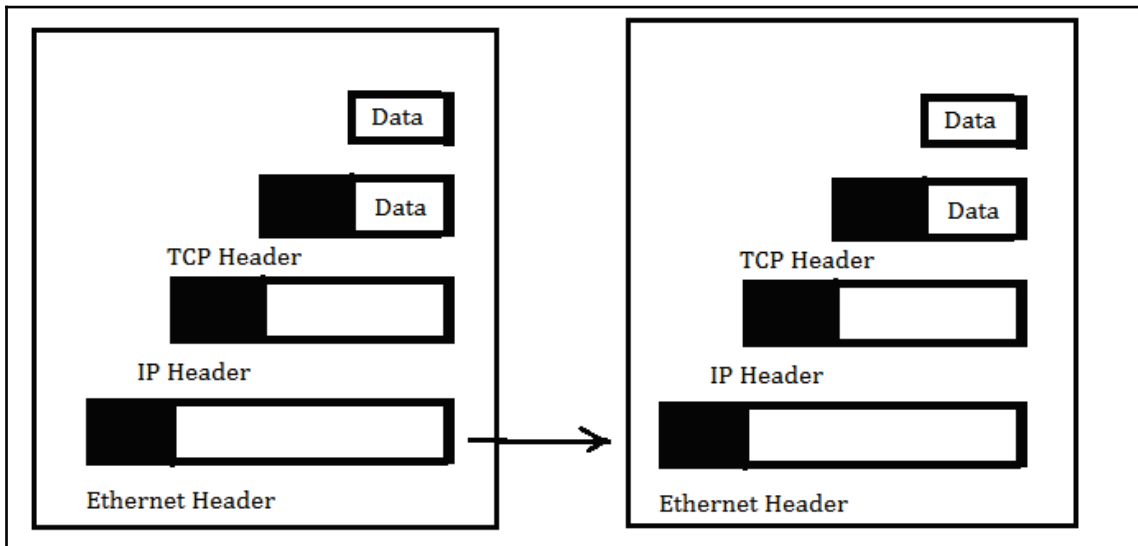 Data
Data
TCP Header
IP Header
Ethernet Header
Data
Data
TCP Header
IP Header
Ethernet Header